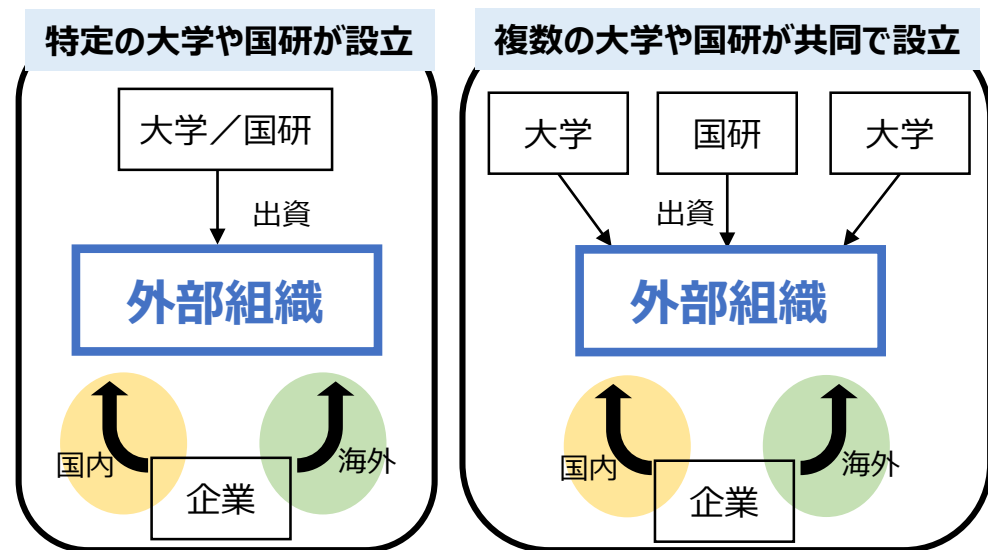 特定の大学や国研が設立
大学／国研
出資
外部組織
国内
海外
企業
複数の大学や国研が共同で設立
大学
国研
大学
出資
外部組織
国内
海外
企業